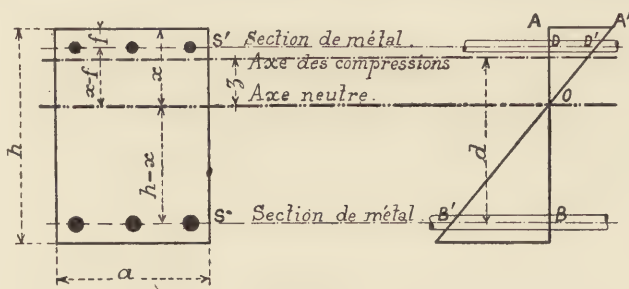 A A'
f S' Section de métal. D D'
Axe des compressions
x-f x z
Axe neutre. O
h h-x d
S Section de métal. B' B
a